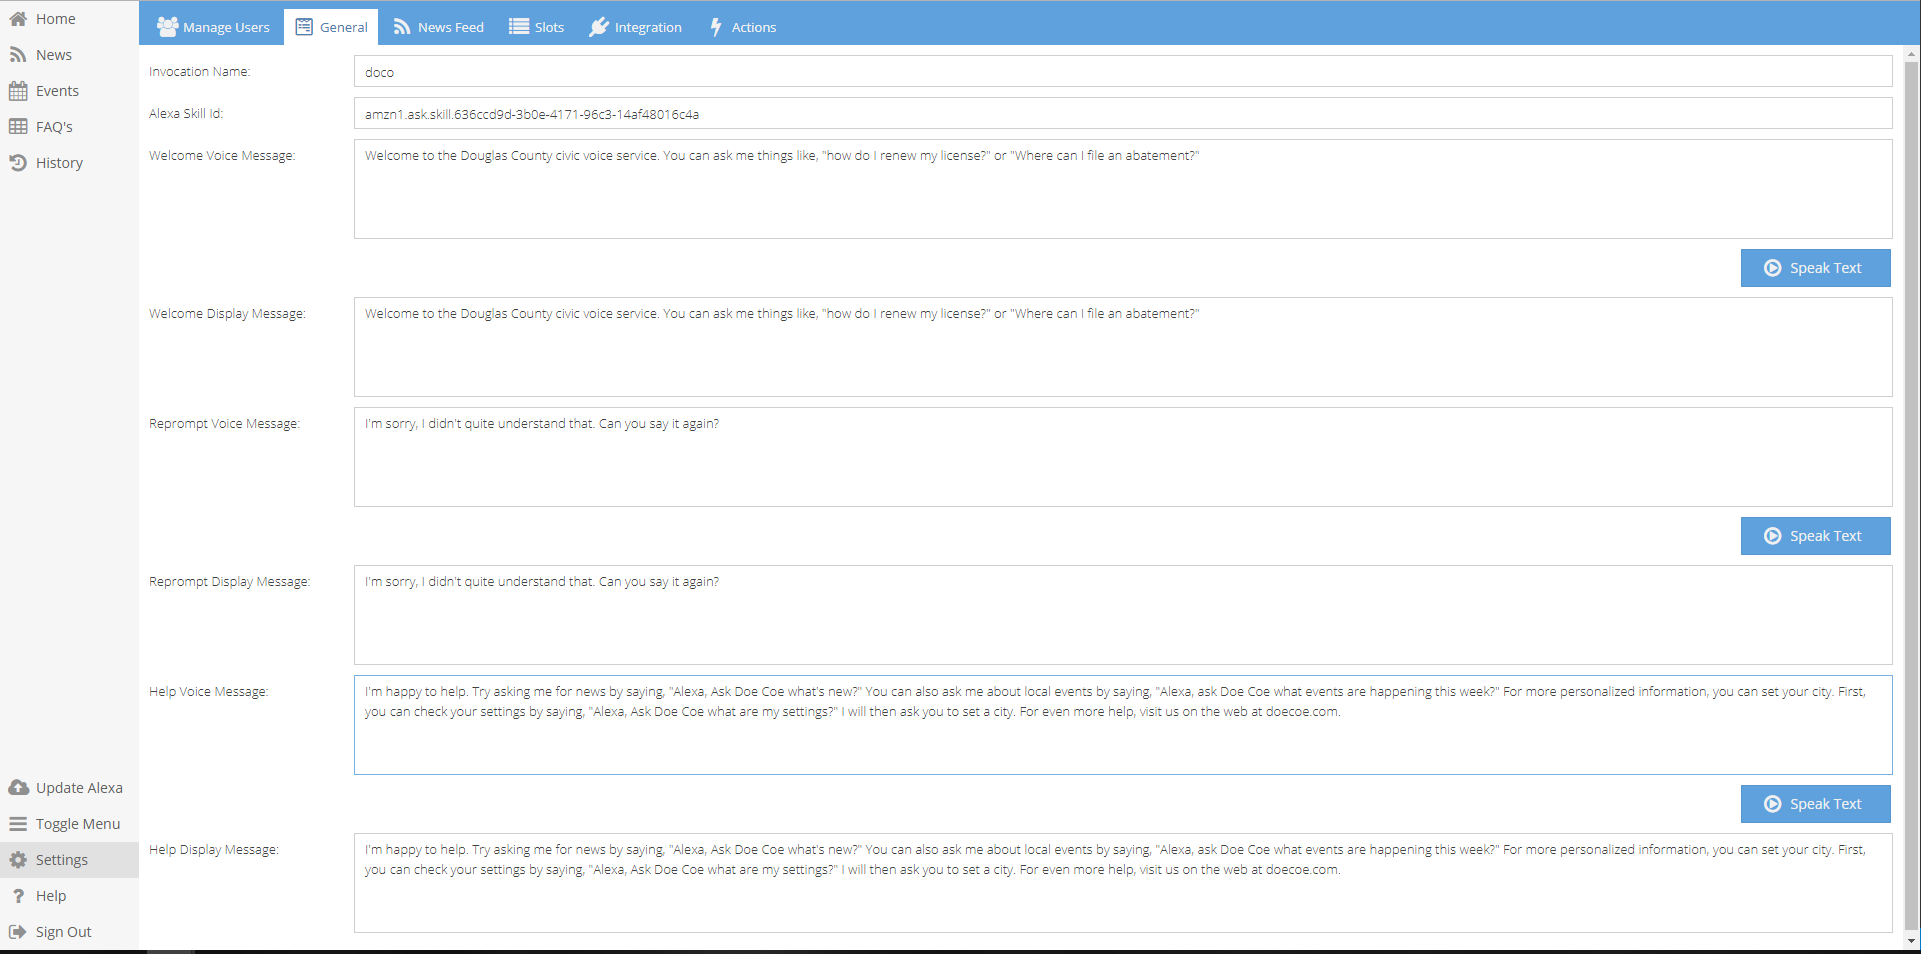 Home
News
Events
FAQ's
History
Update Alexa
Toggle Menu
Settings
Help
Sign Out
Manage Users
General
News Feed
Slots
Integration
Actions
Invocation Name:
doco
Alexa Skill Id:
amzn1.ask.skill.636ccd9d-3b0e-4171-96c3-14af48016c4a
Welcome Voice Message:
Welcome to the Douglas County civic voice service. You can ask me things like, "how do I renew my license?" or "Where can I file an abatement?"
Speak Text
Welcome Display Message:
Welcome to the Douglas County civic voice service. You can ask me things like, "how do I renew my license?" or "Where can I file an abatement?"
Reprompt Voice Message:
I'm sorry, I didn't quite understand that. Can you say it again?
Speak Text
Reprompt Display Message:
I'm sorry, I didn't quite understand that. Can you say it again?
Help Voice Message:
I'm happy to help. Try asking me for news by saying, "Alexa, Ask Doe Coe what's new?" You can also ask me about local events by saying, "Alexa, ask Doe Coe what events are happening this week?" For more personalized information, you can set your city. First,
you can check your settings by saying, "Alexa, Ask Doe Coe what are my settings?" I will then ask you to set a city. For even more help, visit us on the web at doecoe.com.
Speak Text
Help Display Message:
I'm happy to help. Try asking me for news by saying, "Alexa, Ask Doe Coe what's new?" You can also ask me about local events by saying, "Alexa, ask Doe Coe what events are happening this week?" For more personalized information, you can set your city. First,
you can check your settings by saying, "Alexa, Ask Doe Coe what are my settings?" I will then ask you to set a city. For even more help, visit us on the web at doecoe.com.